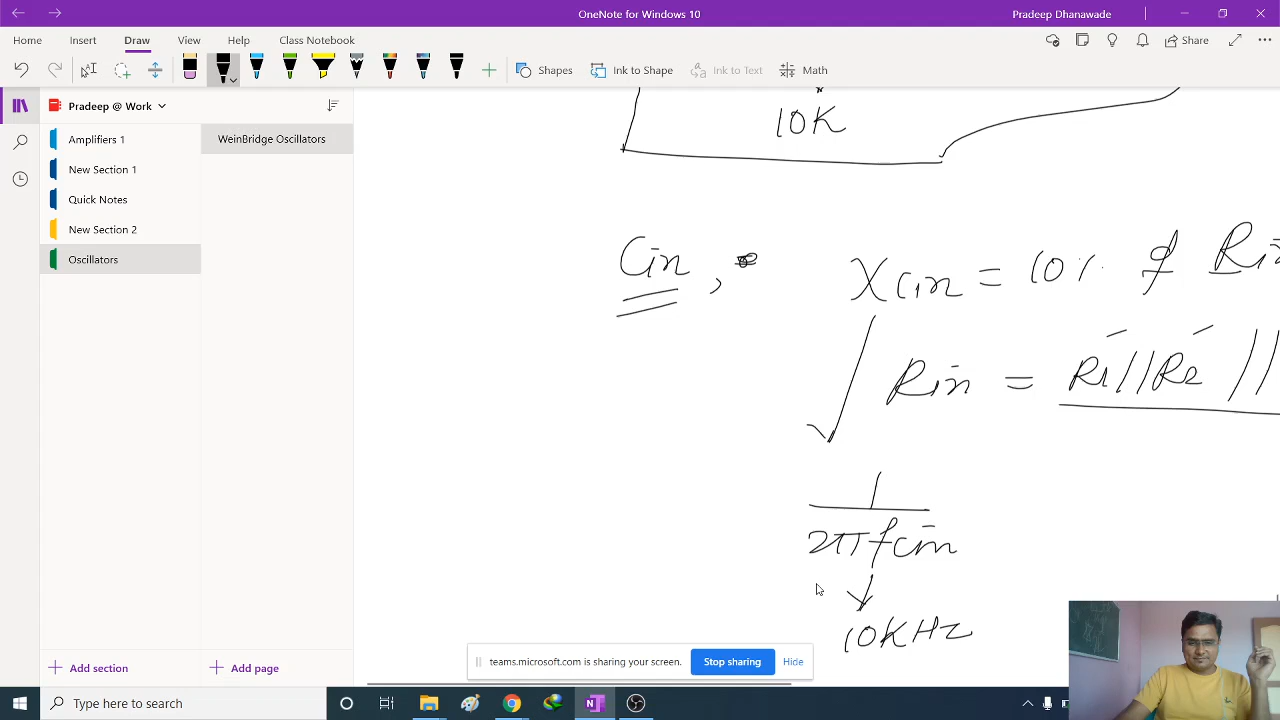 OneNote for Windows 10
Pradeep Dhanawade
Home Insert Draw View Help Class Notebook
Share
Shapes Ink to Shape Ink to Text Math
Pradeep @ Work
Amplifiers 1
New Section 1
Quick Notes
New Section 2
Oscillators
WeinBridge Oscillators
10K
Cin,
XCin = 10% of Rin
Rin = R1||R2||
1
2πfCin
10KHz
teams.microsoft.com is sharing your screen. Stop sharing Hide
Add section
Add page
Type here to search